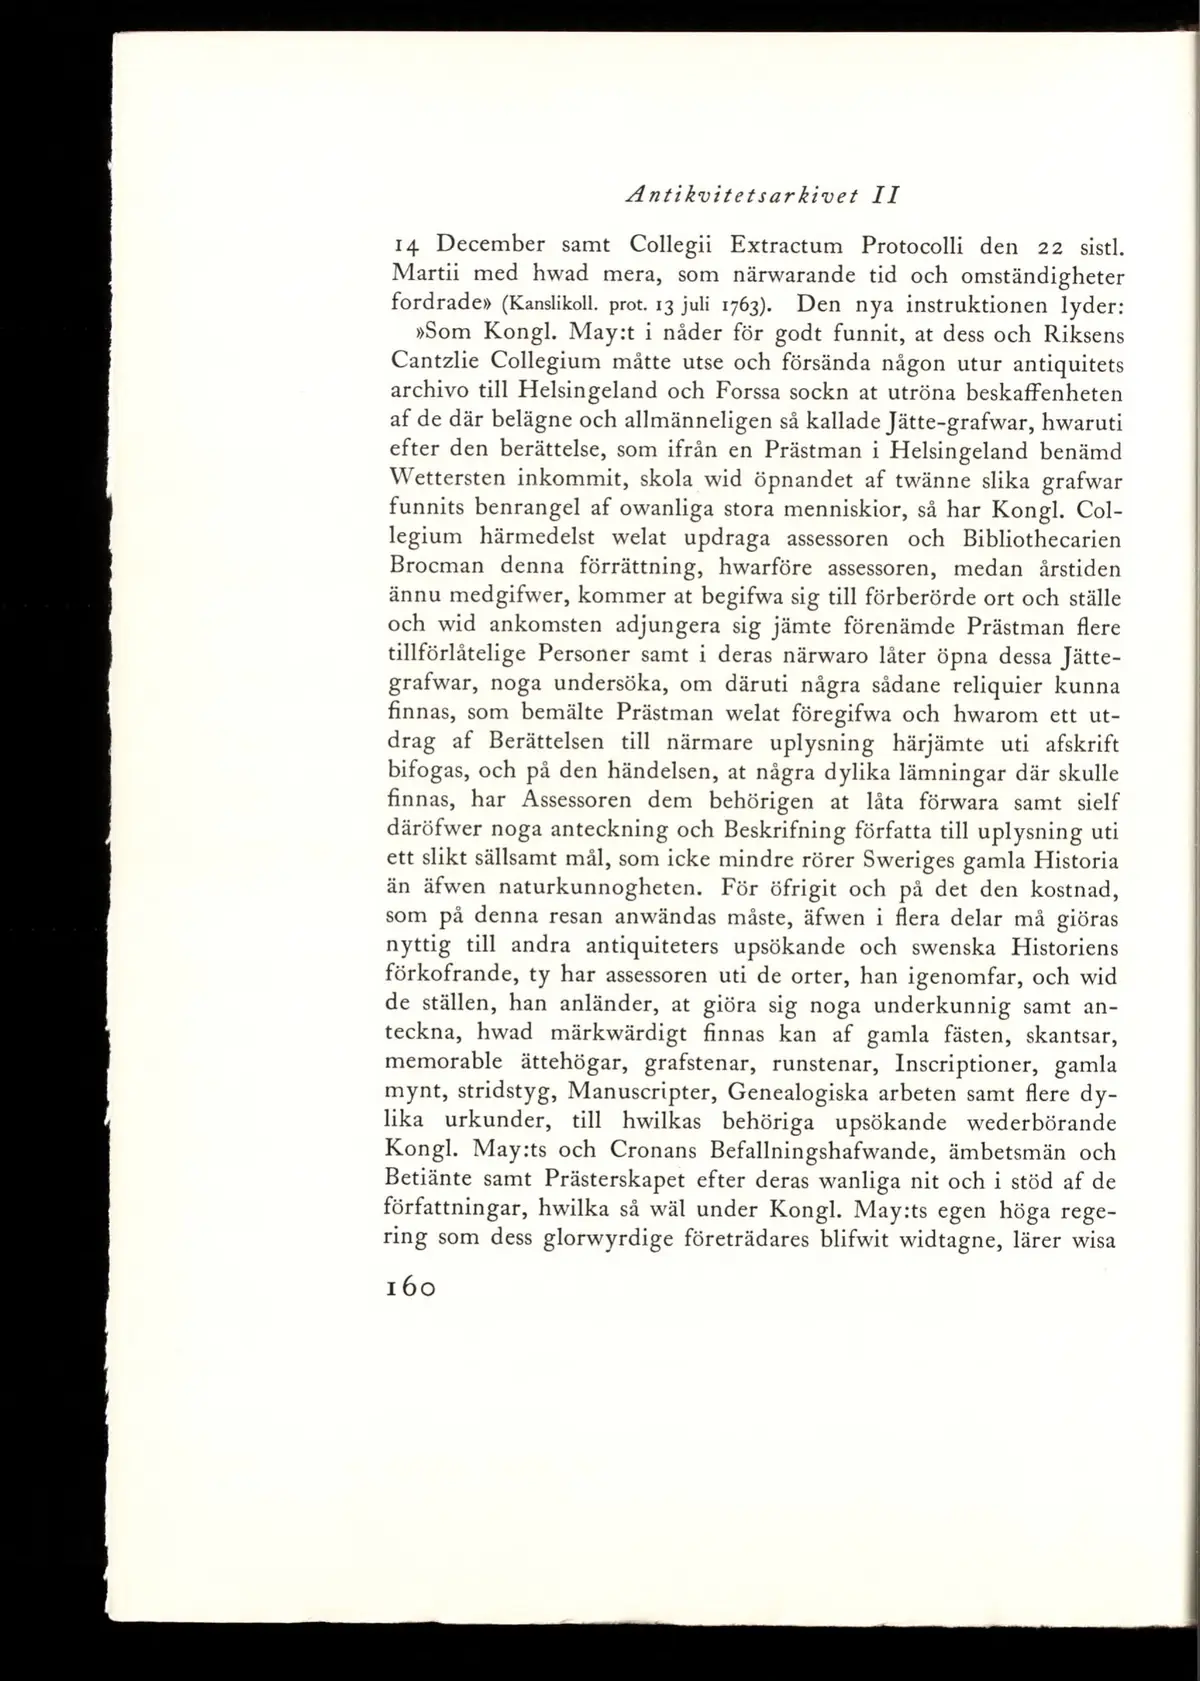 Antikvitetsarkivet II
14 December samt Collegii Extractum Protocolli den 22 sistl.
Martii med hwad mera, som närwarande tid och omständigheter
fordrade» (Kanslikoll. prot. 13 juli 1763). Den nya instruktionen lyder:
»Som Kongl. May:t i nåder för godt funnit, at dess och Riksens
Cantzlie Collegium måtte utse och försända någon utur antiquitets
archivo till Helsingeland och Forssa sockn at utröna beskaffenheten
af de där belägne och allmänneligen så kallade Jätte-grafwar, hwaruti
efter den berättelse, som ifrån en Prästman i Helsingeland benämd
Wettersten inkommit, skola wid öpnandet af twänne slika grafwar
funnits benrangel af owanliga stora menniskior, så har Kongl. Col-
legium härmedelst welat updraga assessoren och Bibliothecarien
Brocman denna förrättning, hwarföre assessoren, medan årstiden
ännu medgifwer, kommer at begifwa sig till förberörde ort och ställe
och wid ankomsten adjungera sig jämte förenämde Prästman flere
tillförlåtelige Personer samt i deras närwaro låter öpna dessa Jätte-
grafwar, noga undersöka, om däruti några sådane reliquier kunna
finnas, som bemälte Prästman welat föregifwa och hwarom ett ut-
drag af Berättelsen till närmare uplysning härjämte uti afskrift
bifogas, och på den händelsen, at några dylika lämningar där skulle
finnas, har Assessoren dem behörigen at låta förwara samt sielf
däröfwer noga anteckning och Beskrifning författa till uplysning uti
ett slikt sällsamt mål, som icke mindre rörer Sweriges gamla Historia
än äfwen naturkunnogheten. För öfrigit och på det den kostnad,
som på denna resan anwändas måste, äfwen i flera delar må giöras
nyttig till andra antiquiteters upsökande och swenska Historiens
förkofrande, ty har assessoren uti de orter, han igenomfar, och wid
de ställen, han anländer, at giöra sig noga underkunnig samt an-
teckna, hwad märkwärdigt finnas kan af gamla fästen, skantsar,
memorable ättehögar, grafstenar, runstenar, Inscriptioner, gamla
mynt, stridstyg, Manuscripter, Genealogiska arbeten samt flere dy-
lika urkunder, till hwilkas behöriga upsökande wederbörande
Kongl. May:ts och Cronans Befallningshafwande, ämbetsmän och
Betiänte samt Prästerskapet efter deras wanliga nit och i stöd af de
författningar, hwilka så wäl under Kongl. May:ts egen höga rege-
ring som dess glorwyrdige företrädares blifwit widtagne, lärer wisa
160